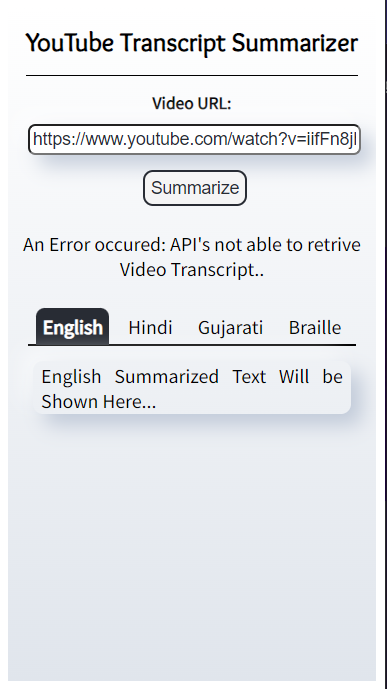 YouTube Transcript Summarizer
Video URL:
https://www.youtube.com/watch?v=iifFn8jl
Summarize
An Error occured: API's not able to retrive
Video Transcript..
English Hindi Gujarati Braille
English Summarized Text Will be
Shown Here...